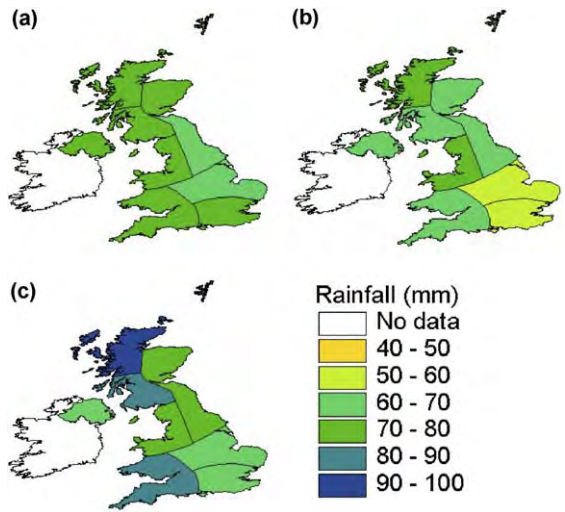 (a)
(b)
(c)
Rainfall (mm)
No data
40 - 50
50 - 60
60 - 70
70 - 80
80 - 90
90 - 100